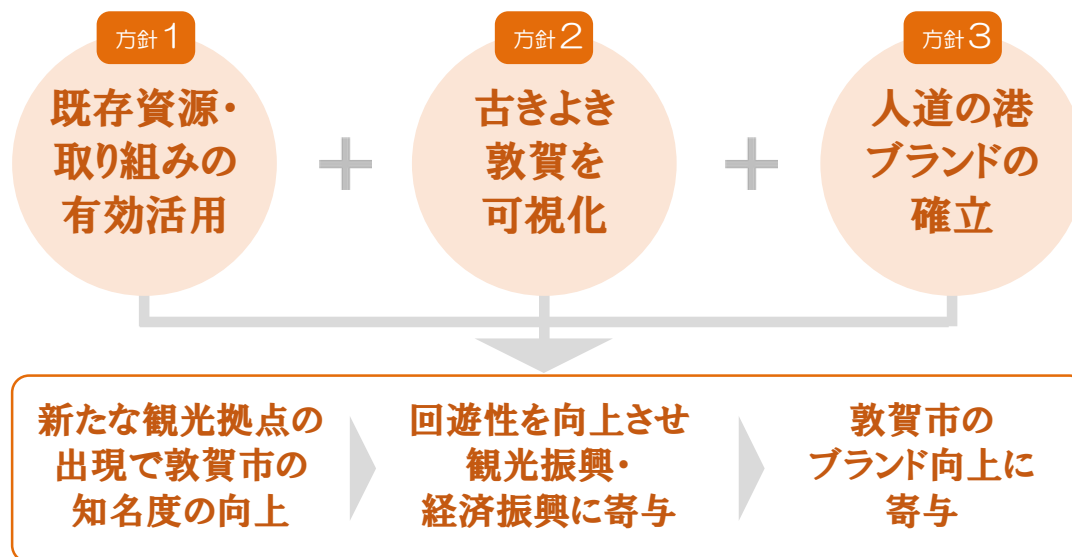 方針1
既存資源・
取り組みの
有効活用
+
方針2
古きよき
敦賀を
可視化
+
方針3
人道の港
ブランドの
確立
新たな観光拠点の
出現で敦賀市の
知名度の向上
回遊性を向上させ
観光振興・
経済振興に寄与
敦賀市の
ブランド向上に
寄与